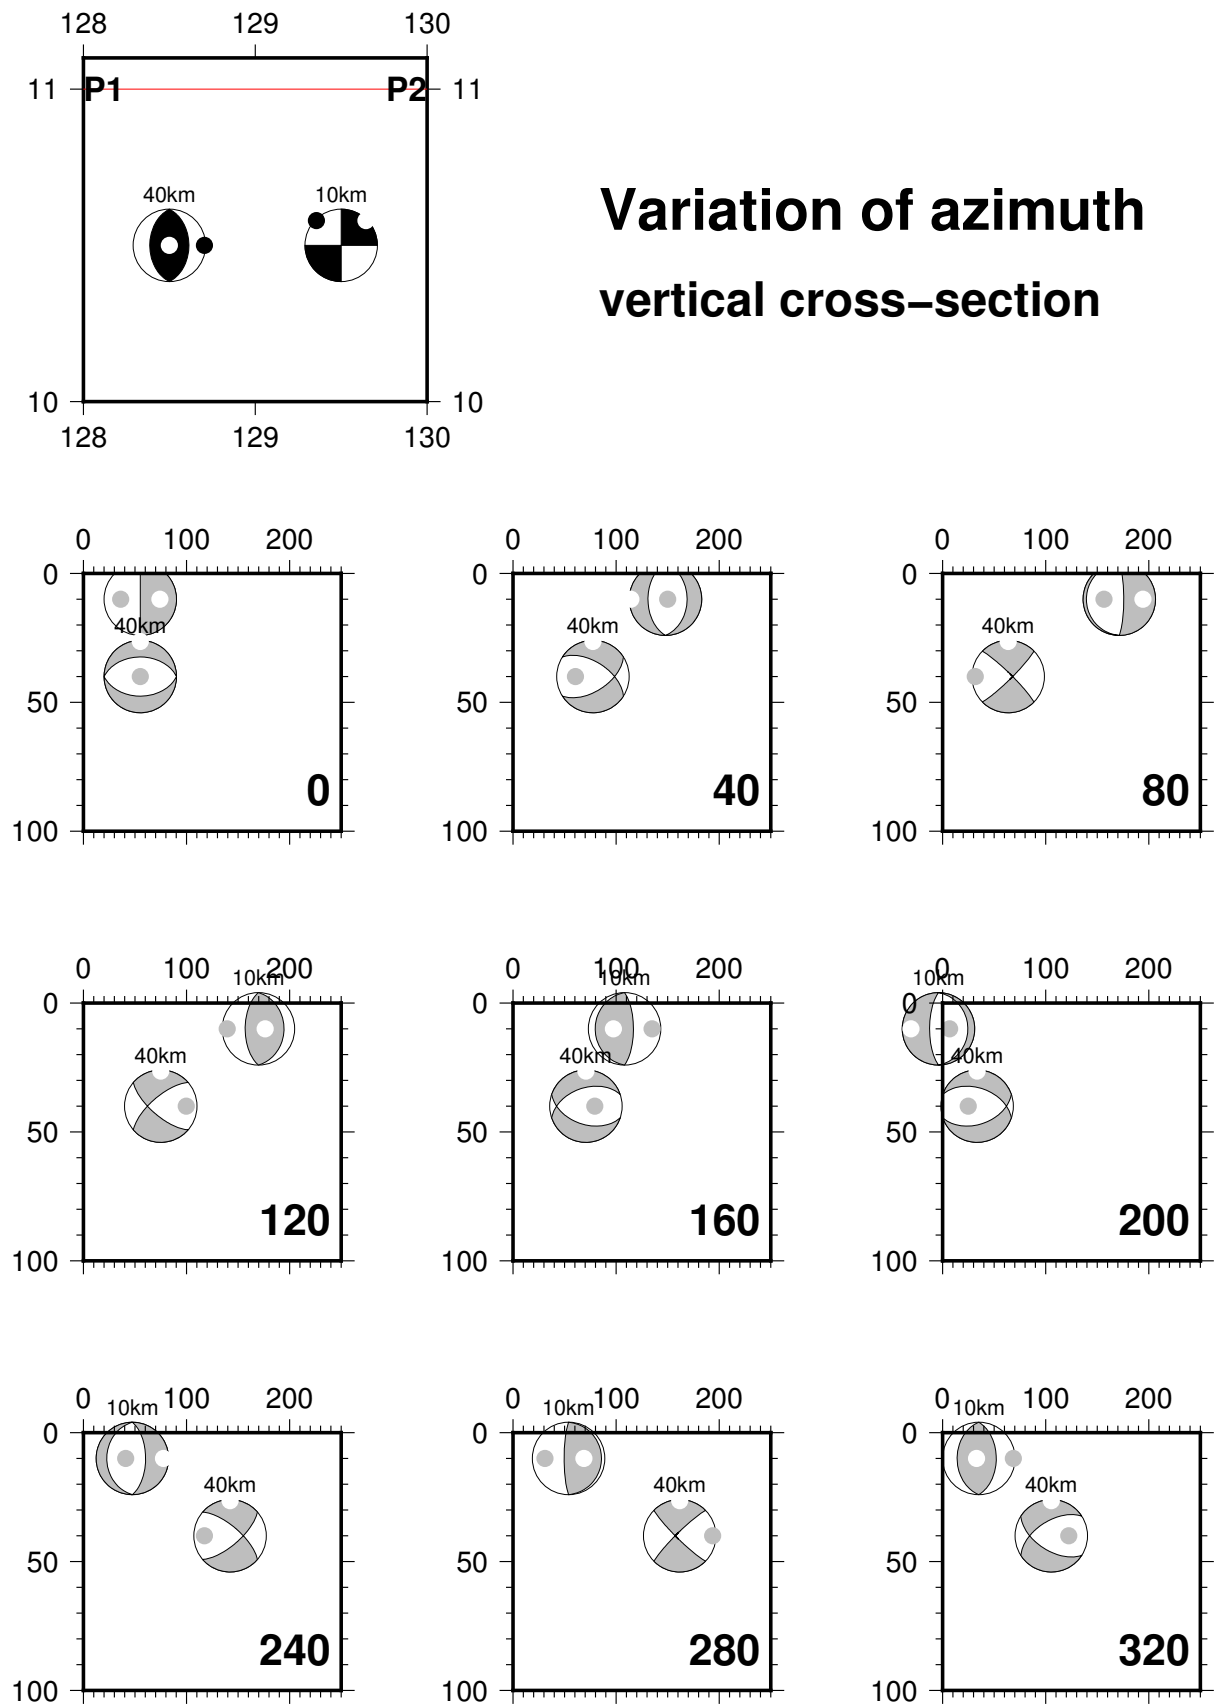 128 129 130
11 P1 P2 11
40km 10km
Variation of azimuth
vertical cross−section
10 10
128 129 130
0 100 200 0 100 200 0 100 200
0 0 0
40km 40km 40km
50 50 50
0 40 80
100 100 100
0 100 200 0 100 200 0 100 200
10km 10km 10km
0 0 0
40km 40km 40km
50 50 50
120 160 200
100 100 100
0 100 200 0 100 200 0 100 200
10km 10km 10km
0 0 0
40km 40km 40km
50 50 50
240 280 320
100 100 100